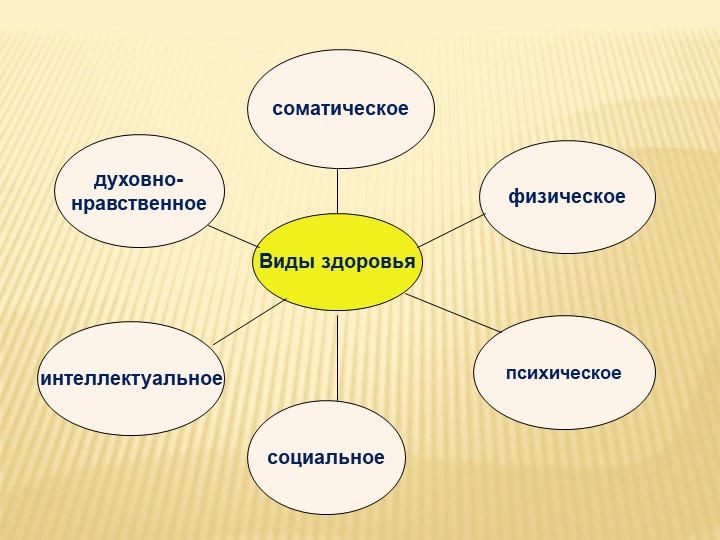 соматическое
духовно-
нравственное
физическое
Виды здоровья
интеллектуальное
психическое
социальное